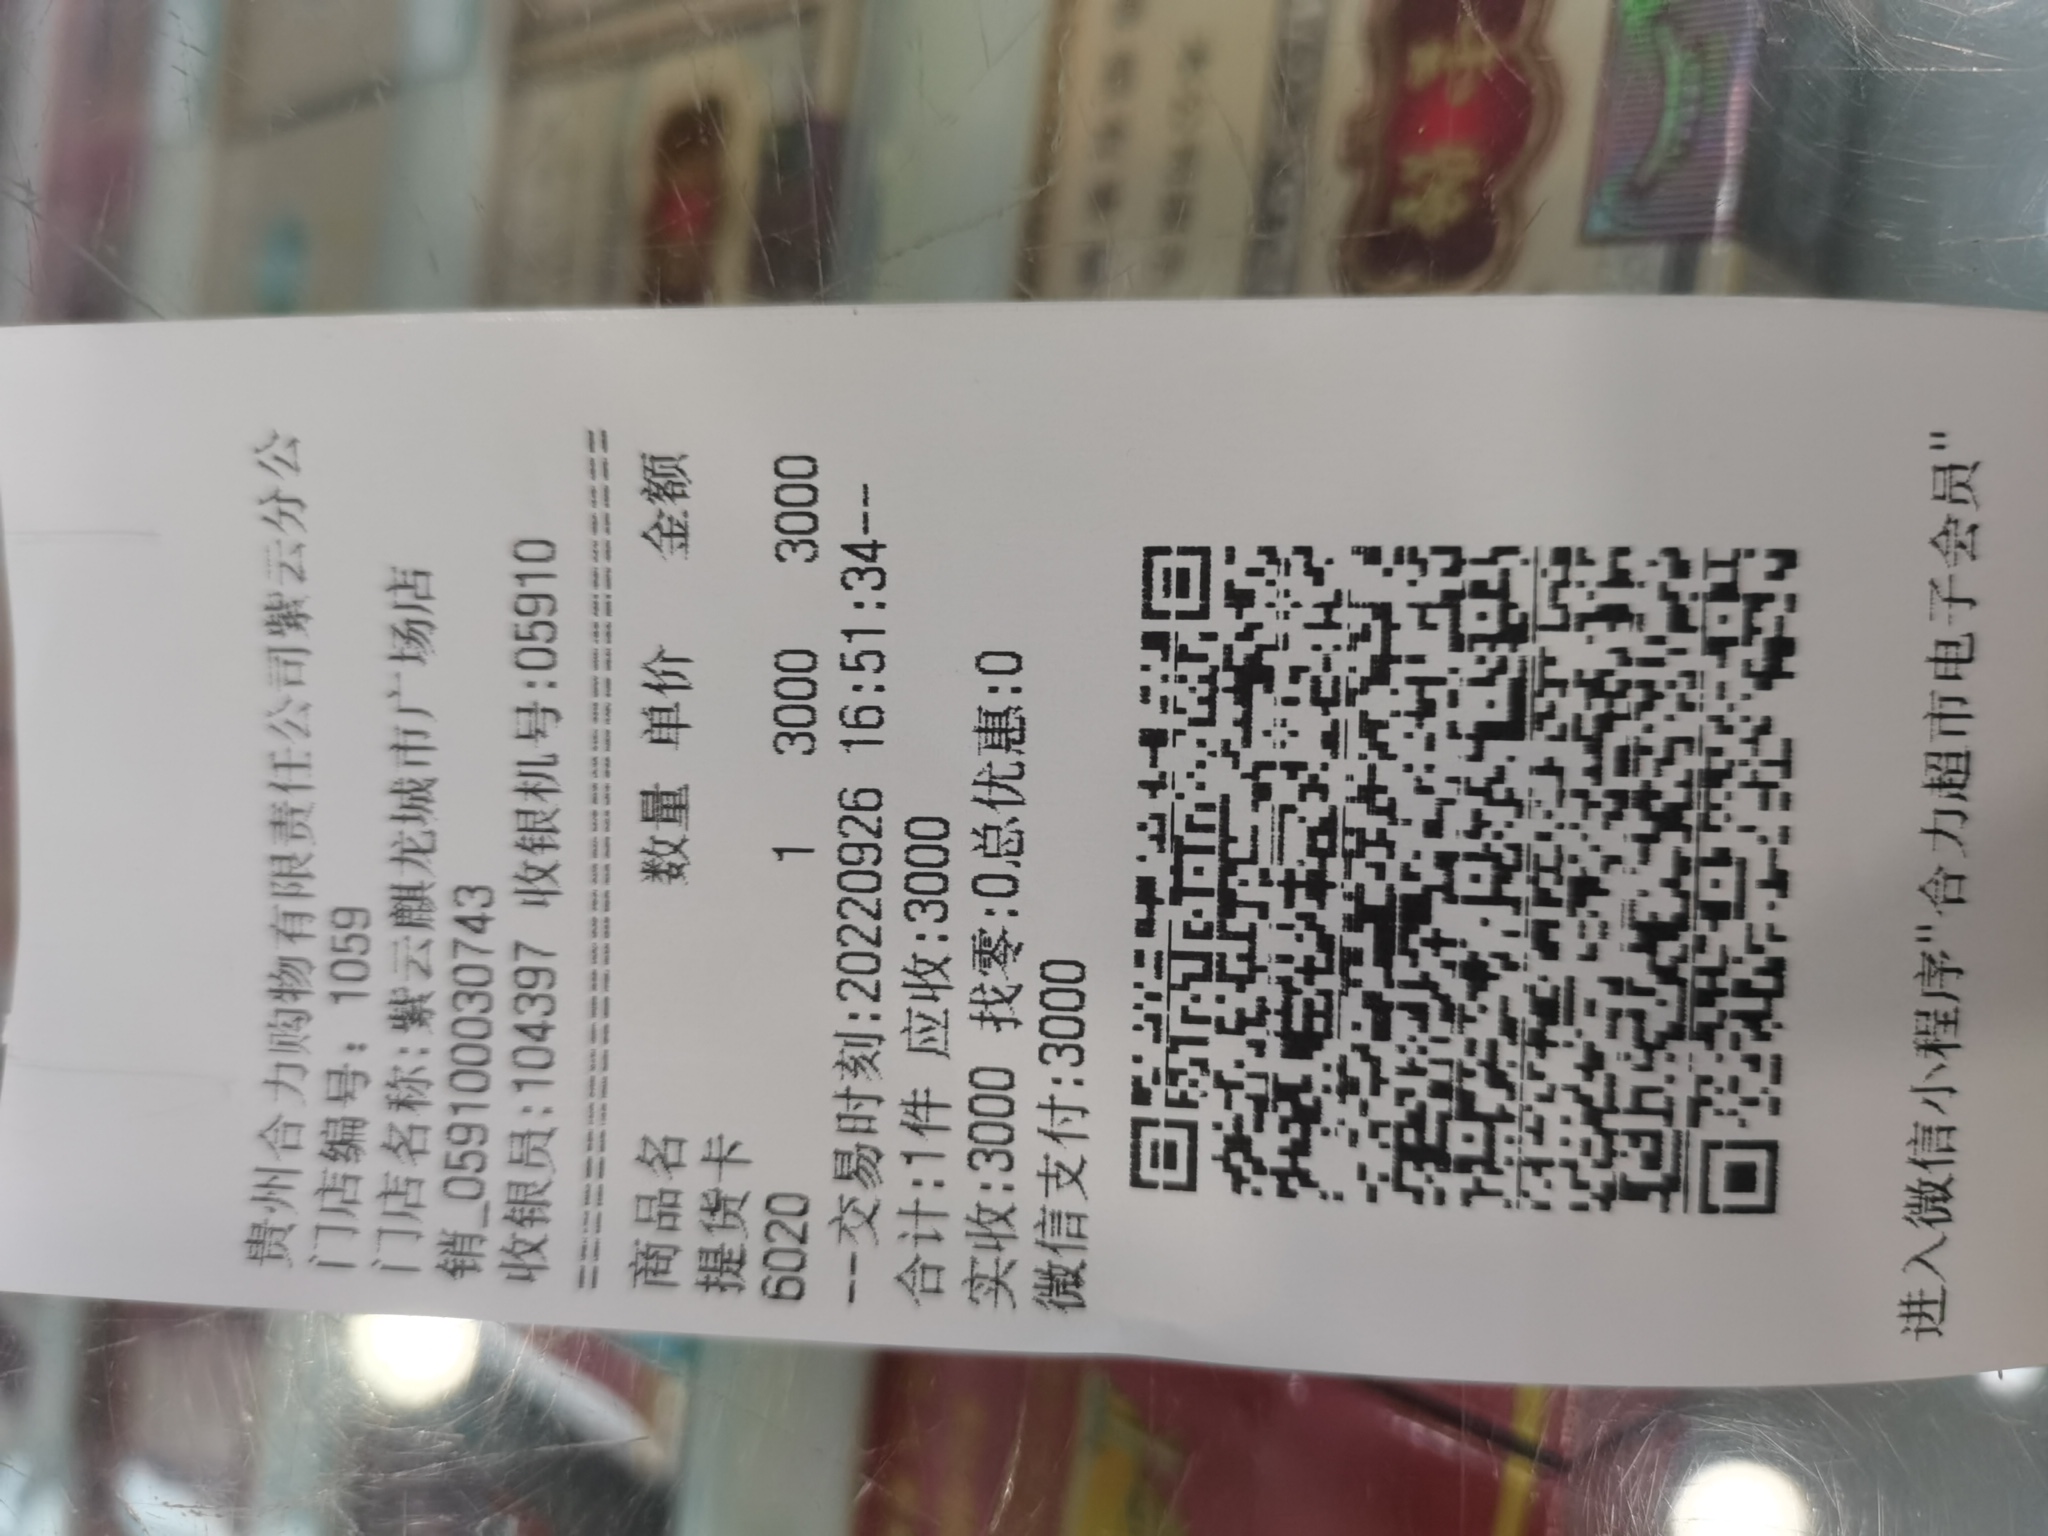 贵州合力购物有限责任公司紫云分公
门店编号：1059
门店名称:紫云麒龙城市广场店
销_0591000030743
收银员:104397 收银机号:05910
================================
商品名 数量 单价 金额
提货卡
6020 1 3000 3000
--交易时刻:20220926 16:51:34--
合计:1件 应收:3000
实收:3000 找零:0总优惠:0
微信支付:3000
进入微信小程序"合力超市电子会员"